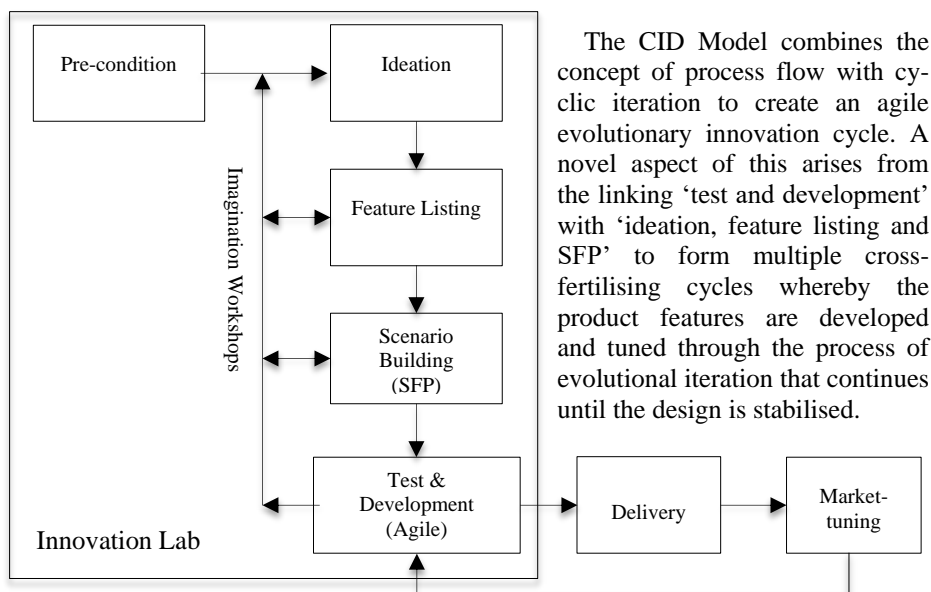 Pre-condition
Ideation
Feature Listing
Imagination Workshops
Scenario
Building
(SFP)
Test &
Development
(Agile)
Innovation Lab
The CID Model combines the
concept of process flow with cy-
clic iteration to create an agile
evolutionary innovation cycle. A
novel aspect of this arises from
the linking ‘test and development’
with ‘ideation, feature listing and
SFP’ to form multiple cross-
fertilising cycles whereby the
product features are developed
and tuned through the process of
evolutional iteration that continues
until the design is stabilised.
Delivery
Market-
tuning